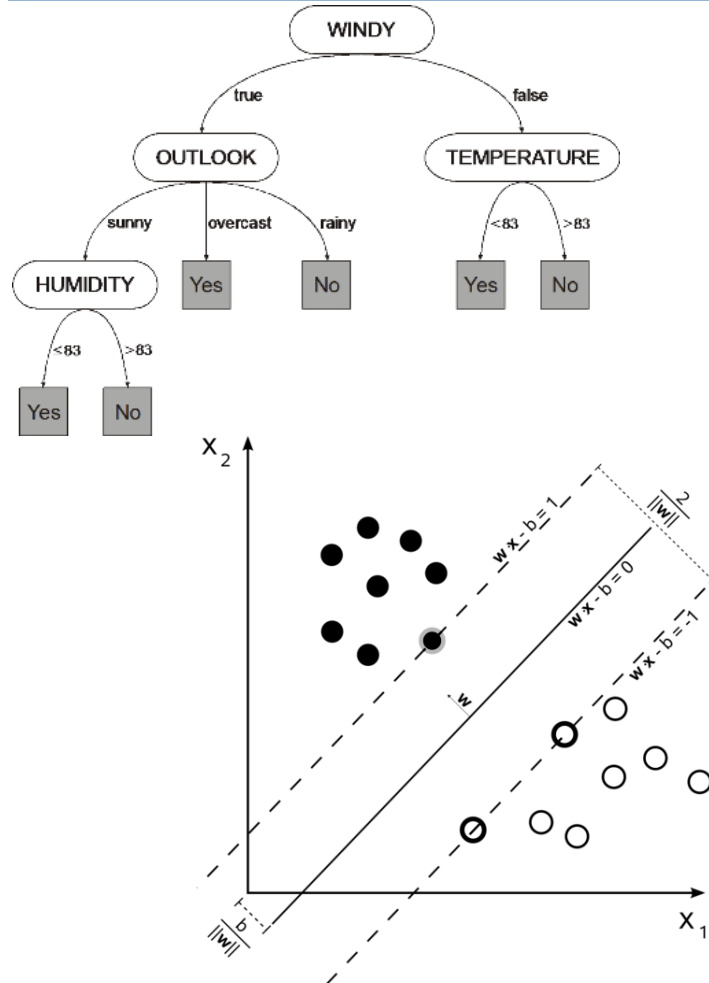 WINDY
true
false
OUTLOOK
TEMPERATURE
sunny
overcast
rainy
<83
>83
HUMIDITY
Yes
No
Yes
No
<83
>83
Yes
No
X2
w·x - b = 1
2
||w||
w·x - b = 0
w·x - b = -1
w
b
||w||
X1